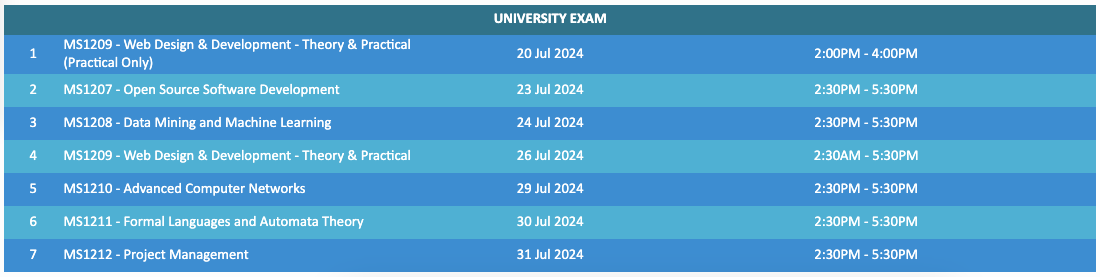 UNIVERSITY EXAM
1 MS1209 - Web Design & Development - Theory & Practical
(Practical Only) 20 Jul 2024 2:00PM - 4:00PM
2 MS1207 - Open Source Software Development 23 Jul 2024 2:30PM - 5:30PM
3 MS1208 - Data Mining and Machine Learning 24 Jul 2024 2:30PM - 5:30PM
4 MS1209 - Web Design & Development - Theory & Practical 26 Jul 2024 2:30AM - 5:30PM
5 MS1210 - Advanced Computer Networks 29 Jul 2024 2:30PM - 5:30PM
6 MS1211 - Formal Languages and Automata Theory 30 Jul 2024 2:30PM - 5:30PM
7 MS1212 - Project Management 31 Jul 2024 2:30PM - 5:30PM